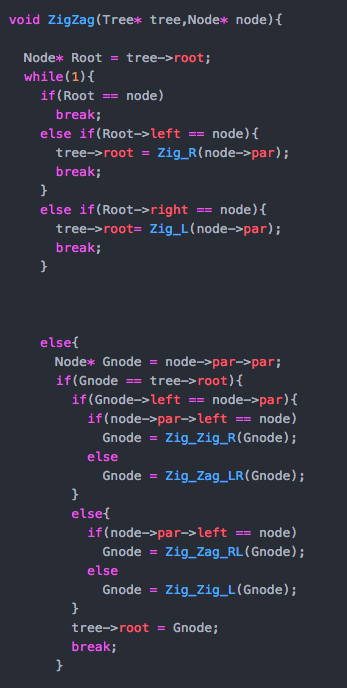 void ZigZag(Tree* tree,Node* node){
  Node* Root = tree->root;
  while(1){
    if(Root == node)
      break;
    else if(Root->left == node){
      tree->root = Zig_R(node->par);
      break;
    }
    else if(Root->right == node){
      tree->root= Zig_L(node->par);
      break;
    }
    else{
      Node* Gnode = node->par->par;
      if(Gnode == tree->root){
        if(Gnode->left == node->par){
          if(node->par->left == node)
            Gnode = Zig_Zig_R(Gnode);
          else
            Gnode = Zig_Zag_LR(Gnode);
        }
        else{
          if(node->par->left == node)
            Gnode = Zig_Zag_RL(Gnode);
          else
            Gnode = Zig_Zig_L(Gnode);
        }
        tree->root = Gnode;
        break;
      }